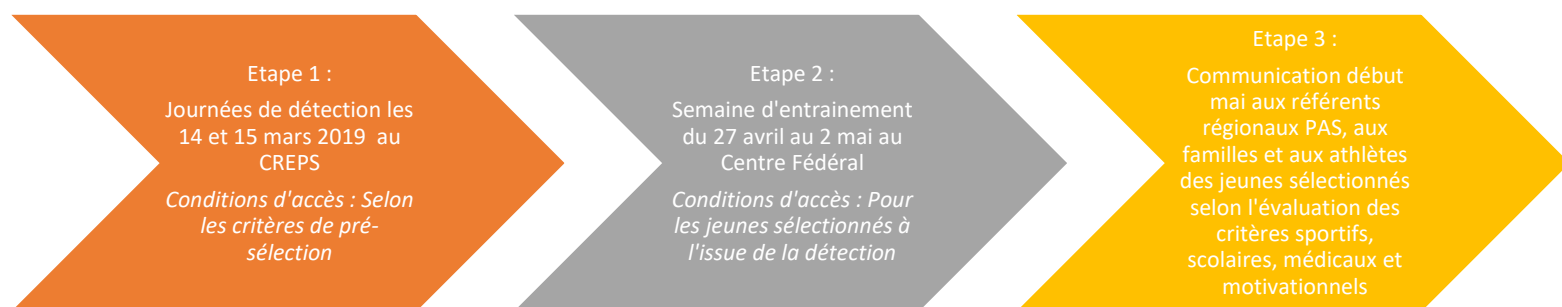 Etape 1 :
Journées de détection les
14 et 15 mars 2019 au
CREPS
Conditions d'accès : Selon
les critères de pré-
sélection
Etape 2 :
Semaine d'entrainement
du 27 avril au 2 mai au
Centre Fédéral
Conditions d'accès : Pour
les jeunes sélectionnés à
l'issue de la détection
Etape 3 :
Communication début
mai aux référents
régionaux PAS, aux
familles et aux athlètes
des jeunes sélectionnés
selon l'évaluation des
critères sportifs,
scolaires, médicaux et
motivationnels